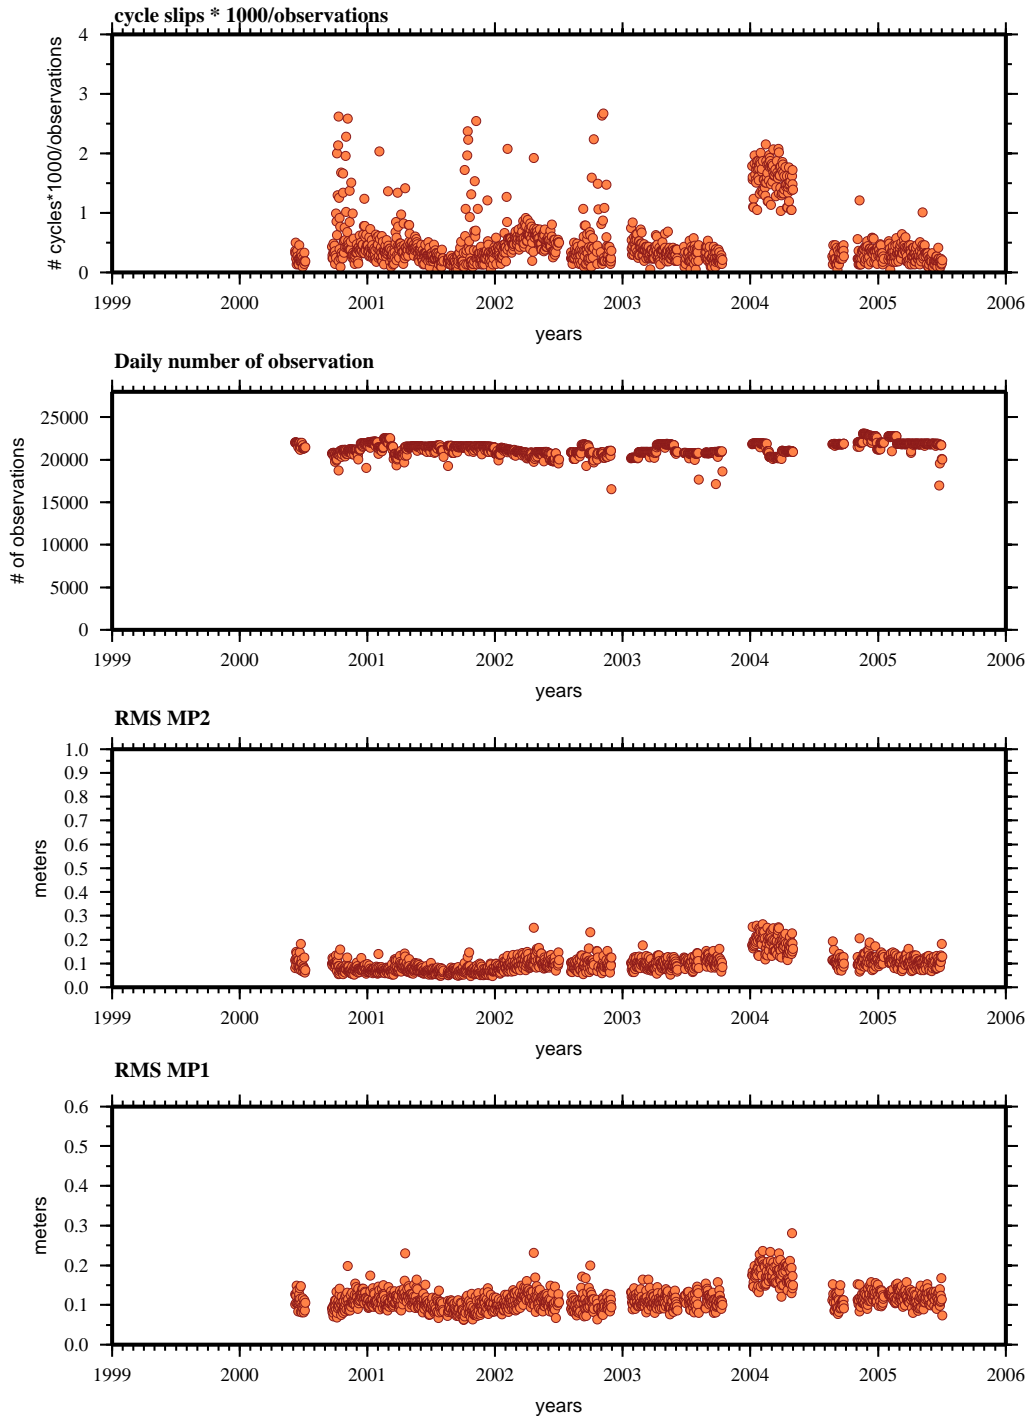 cycle slips * 1000/observations
# cycles*1000/observations
4
3
2
1
0
1999 2000 2001 2002 2003 2004 2005 2006
years
Daily number of observation
# of observations
25000
20000
15000
10000
5000
0
1999 2000 2001 2002 2003 2004 2005 2006
years
RMS MP2
meters
1.0
0.9
0.8
0.7
0.6
0.5
0.4
0.3
0.2
0.1
0.0
1999 2000 2001 2002 2003 2004 2005 2006
years
RMS MP1
meters
0.6
0.5
0.4
0.3
0.2
0.1
0.0
1999 2000 2001 2002 2003 2004 2005 2006
years